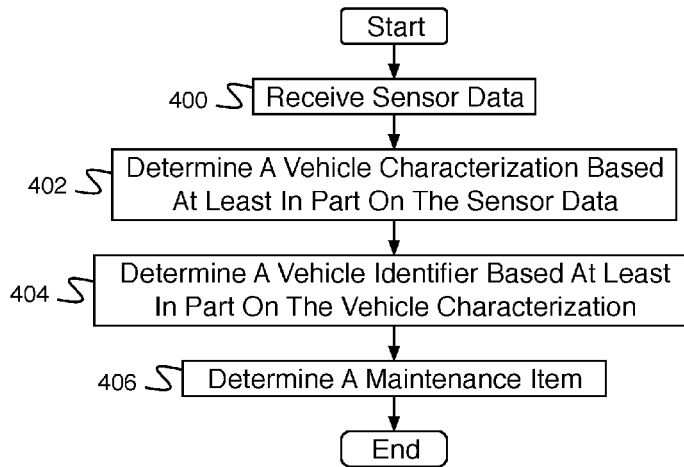 Start
400 Receive Sensor Data
Determine A Vehicle Characterization Based
402 At Least In Part On The Sensor Data
Determine A Vehicle Identifier Based At Least
404 In Part On The Vehicle Characterization
406 Determine A Maintenance Item
End